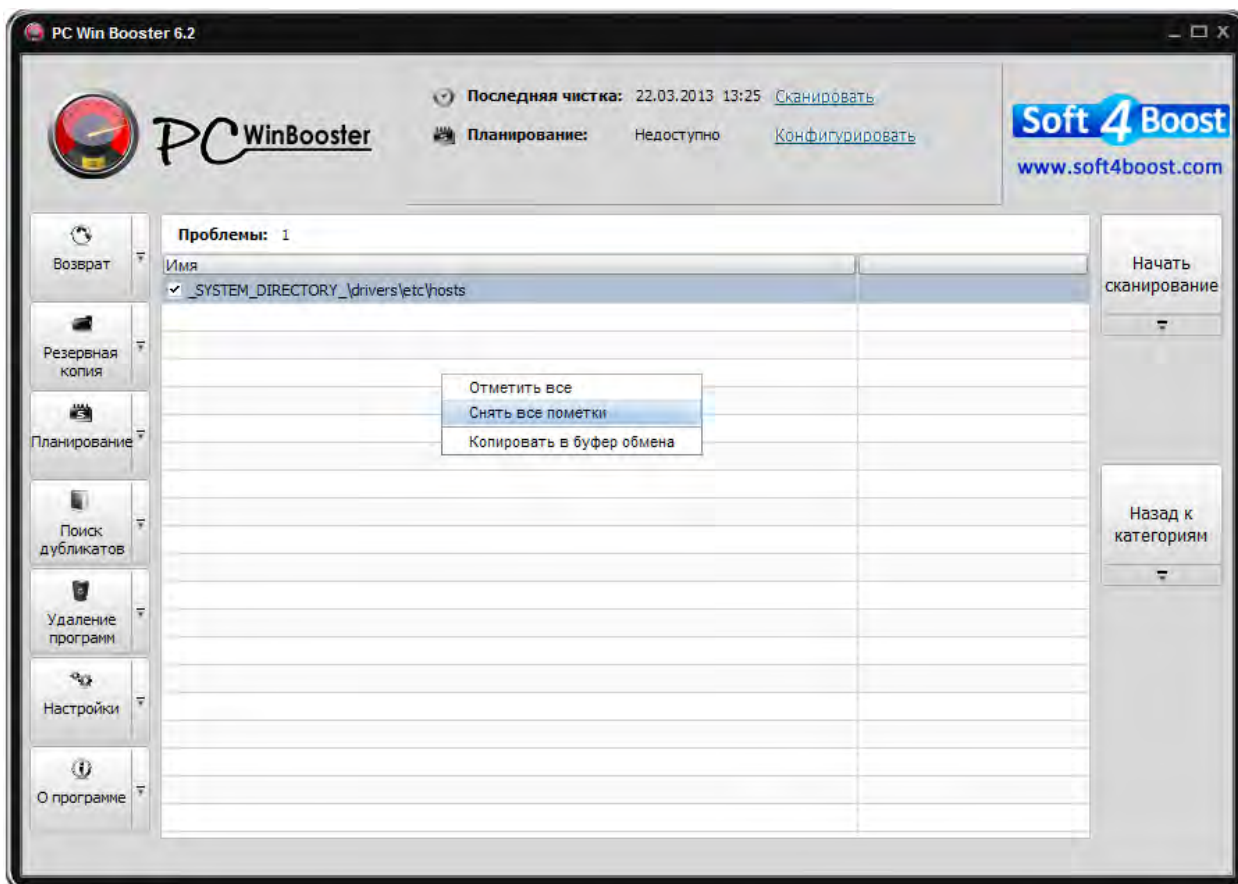 PC Win Booster 6.2
PC WinBooster
Последняя чистка: 22.03.2013 13:25 Сканировать
Планирование: Недоступно Конфигурировать
Soft 4 Boost
www.soft4boost.com
Возврат
Резервная
копия
Планирование
Поиск
дубликатов
Удаление
программ
Настройки
О программе
Проблемы: 1
Имя
_SYSTEM_DIRECTORY_\drivers\etc\hosts
Отметить все
Снять все пометки
Копировать в буфер обмена
Начать
сканирование
Назад к
категориям